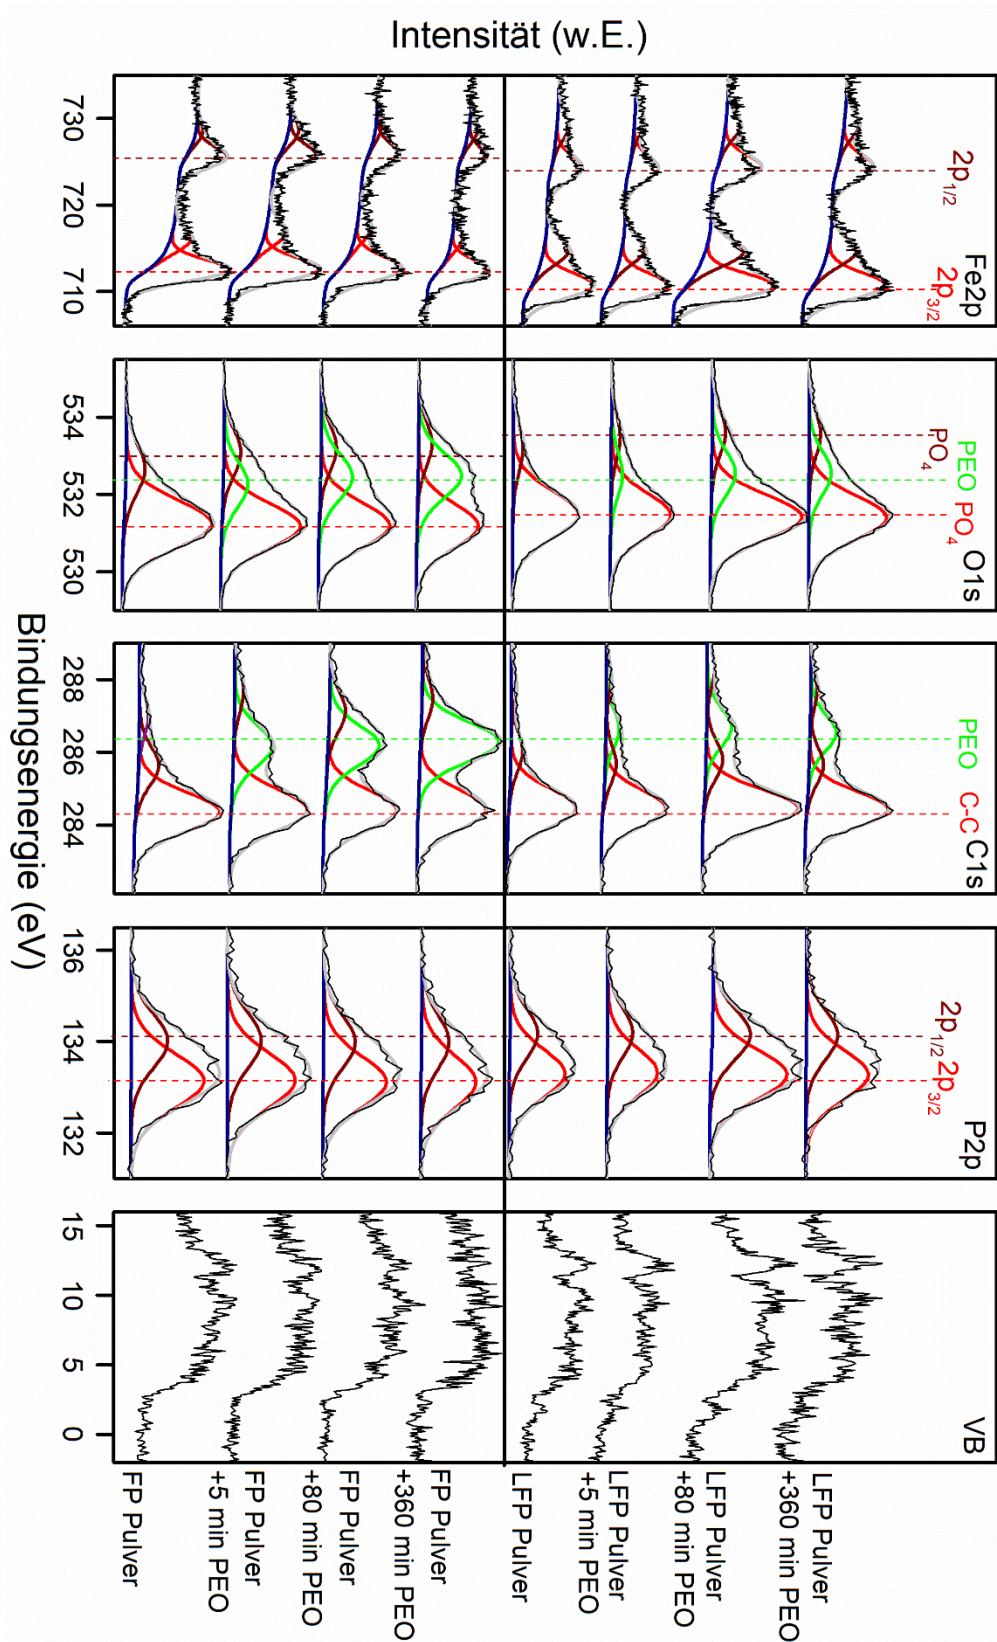 Intensität (w.E.)
Fe2p
2p1/2
2p3/2
730
720
710
O1s
PO4
PEO
PO4
534
532
530
C1s
PEO
C-C
288
286
284
P2p
2p1/2
2p3/2
136
134
132
VB
15
10
5
0
LFP Pulver
+360 min PEO
LFP Pulver
+80 min PEO
LFP Pulver
+5 min PEO
LFP Pulver
FP Pulver
+360 min PEO
FP Pulver
+80 min PEO
FP Pulver
+5 min PEO
FP Pulver
Bindungsenergie (eV)